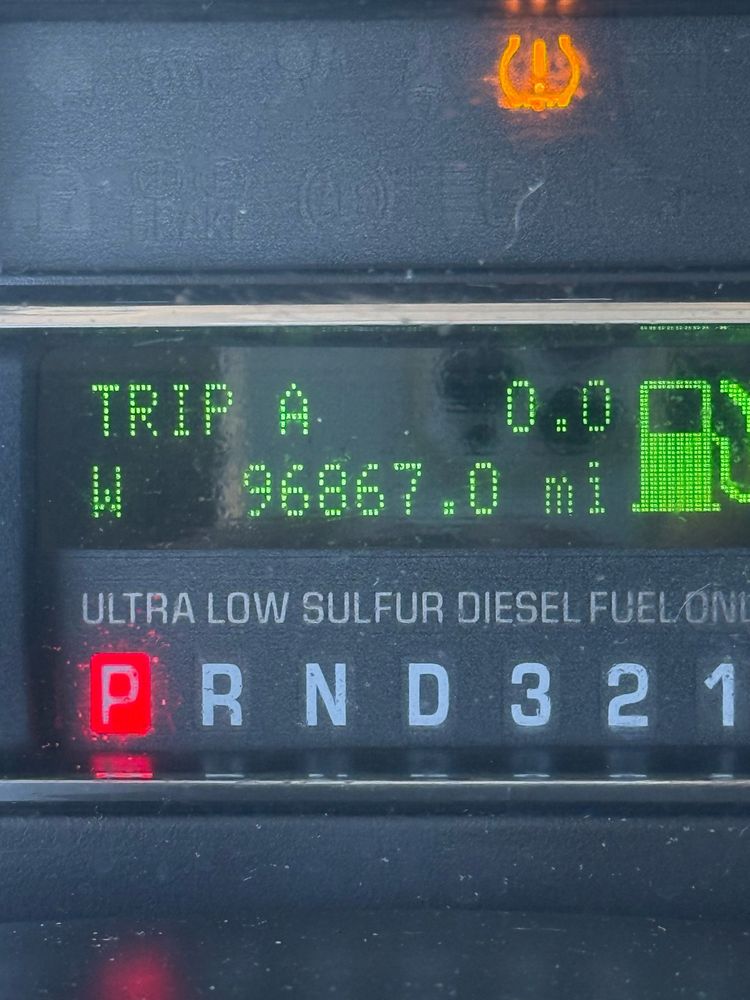 TRIP A 0.0
W 96867.0 mi
ULTRA LOW SULFUR DIESEL FUEL ONL
P R N D 3 2 1